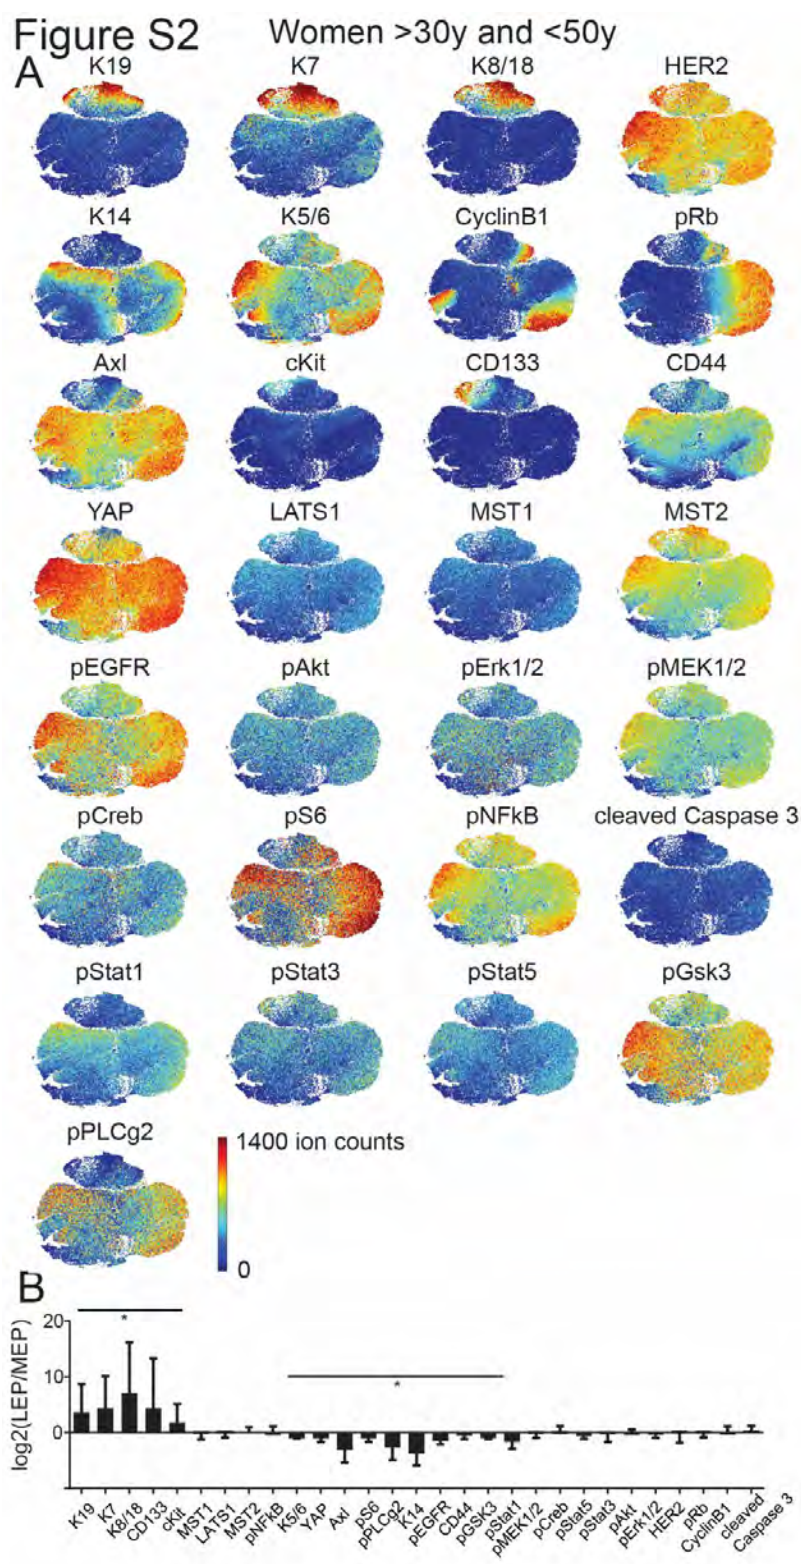 Figure S2 Women >30y and <50y
A
K19 K7 K8/18 HER2
K14 K5/6 CyclinB1 pRb
Axl cKit CD133 CD44
YAP LATS1 MST1 MST2
pEGFR pAkt pErk1/2 pMEK1/2
pCreb pS6 pNFkB cleaved Caspase 3
pStat1 pStat3 pStat5 pGsk3
pPLCg2
1400 ion counts
0
B
log2(LEP/MEP)
20
10
0
*
*
K19
K7
K8/18
CD133
cKit
MST1
LATS1
MST2
pNFkB
K5/6
YAP
Axl
pS6
pPLCg2
K14
pEGFR
CD44
pGSK3
pStat1
pMEK1/2
pCreb
pStat5
pStat3
pAkt
pErk1/2
HER2
pRb
CyclinB1
cleaved
Caspase 3